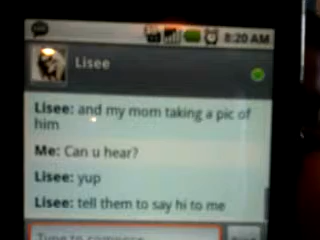 8:20 AM
Lisee
Lisee: and my mom taking a pic of
him
Me: Can u hear?
Lisee: yup
Lisee: tell them to say hi to me
Type to compose